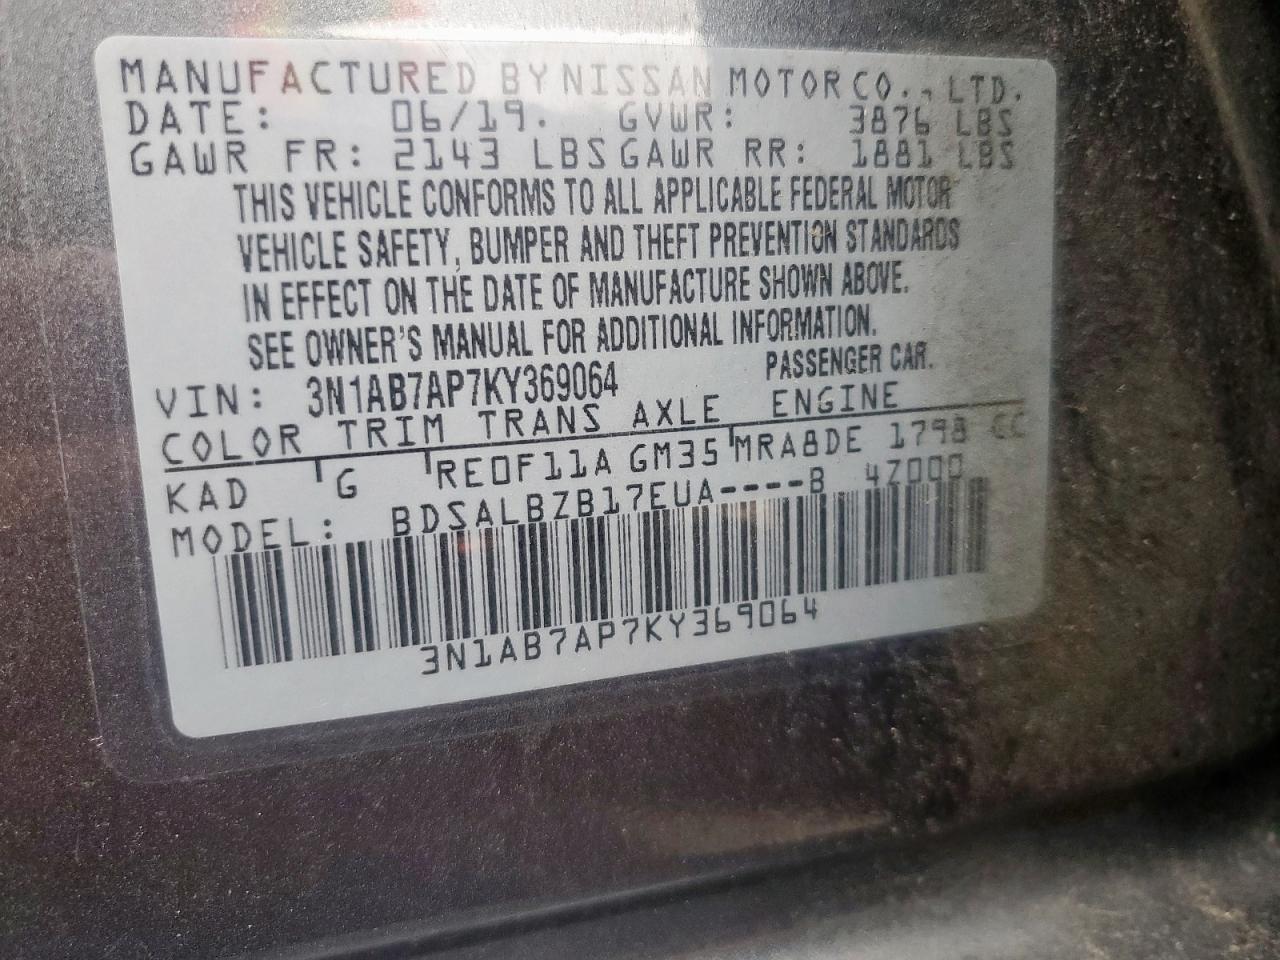 MANUFACTURED BY NISSAN MOTOR CO., LTD.
DATE: 06/19. GVWR: 3876 LBS
GAWR FR: 2143 LBS GAWR RR: 1881 LBS
THIS VEHICLE CONFORMS TO ALL APPLICABLE FEDERAL MOTOR
VEHICLE SAFETY, BUMPER AND THEFT PREVENTION STANDARDS
IN EFFECT ON THE DATE OF MANUFACTURE SHOWN ABOVE.
SEE OWNER'S MANUAL FOR ADDITIONAL INFORMATION.
VIN: 3N1AB7AP7KY369064 PASSENGER CAR.
COLOR TRIM TRANS AXLE ENGINE
KAD G RE0F11A GM35 MRA8DE 1798 CC
MODEL: BDSALBZB17EUA----B 4Z000
3N1AB7AP7KY369064